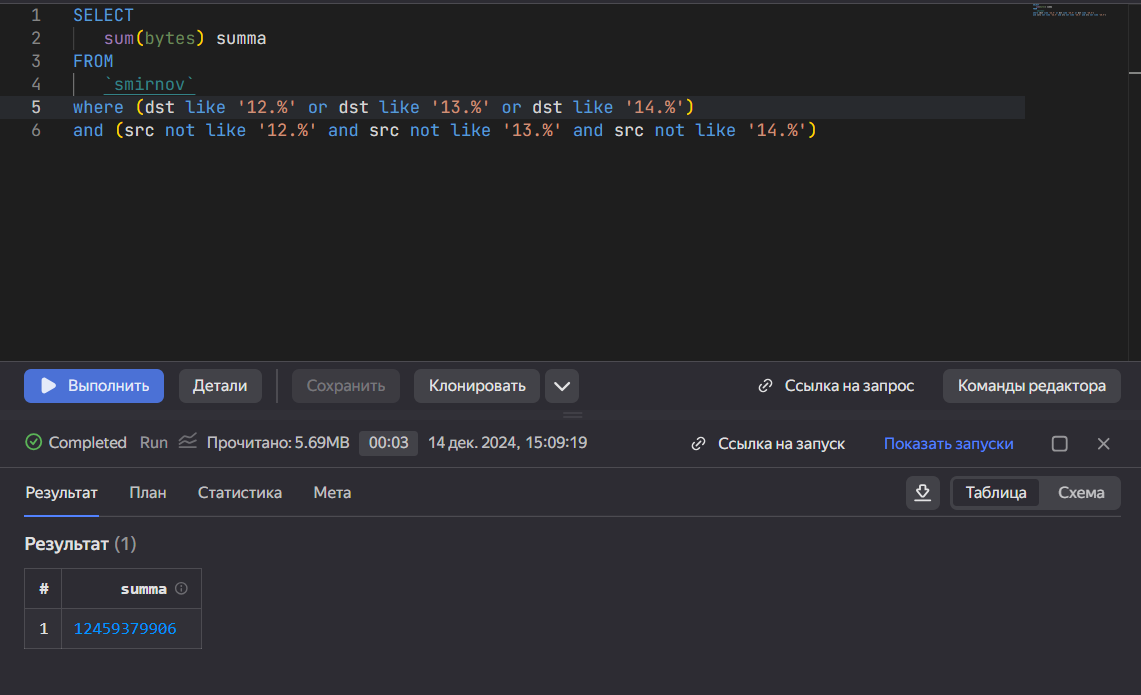 1 SELECT
2 sum(bytes) summa
3 FROM
4 `smirnov`
5 where (dst like '12.%' or dst like '13.%' or dst like '14.%')
6 and (src not like '12.%' and src not like '13.%' and src not like '14.%')
Выполнить Детали Сохранить Клонировать Ссылка на запрос Команды редактора
Completed Run Прочитано: 5.69MB 00:03 14 дек. 2024, 15:09:19 Ссылка на запуск Показать запуски
Результат План Статистика Мета Таблица Схема
Результат (1)
# summa
1 12459379906